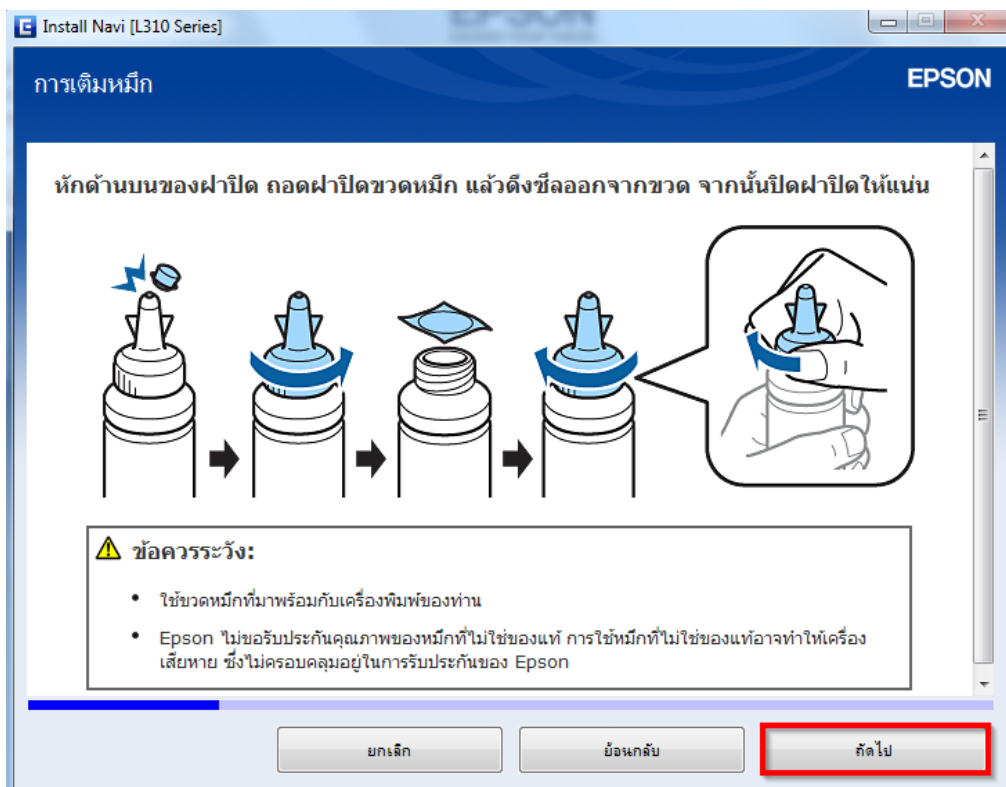 Install Navi [L310 Series]
การเติมหมึก
EPSON
หักด้านบนของฝาปิด ถอดฝาปิดขวดหมึก แล้วดึงซีลออกจากขวด จากนั้นปิดฝาปิดให้แน่น
ข้อควรระวัง:
• ใช้ขวดหมึกที่มาพร้อมกับเครื่องพิมพ์ของท่าน
• Epson ไม่ขอรับประกันคุณภาพของหมึกที่ไม่ใช่ของแท้ การใช้หมึกที่ไม่ใช่ของแท้อาจทำให้เครื่อง
เสียหาย ซึ่งไม่ครอบคลุมอยู่ในการรับประกันของ Epson
ยกเลิก
ย้อนกลับ
ถัดไป